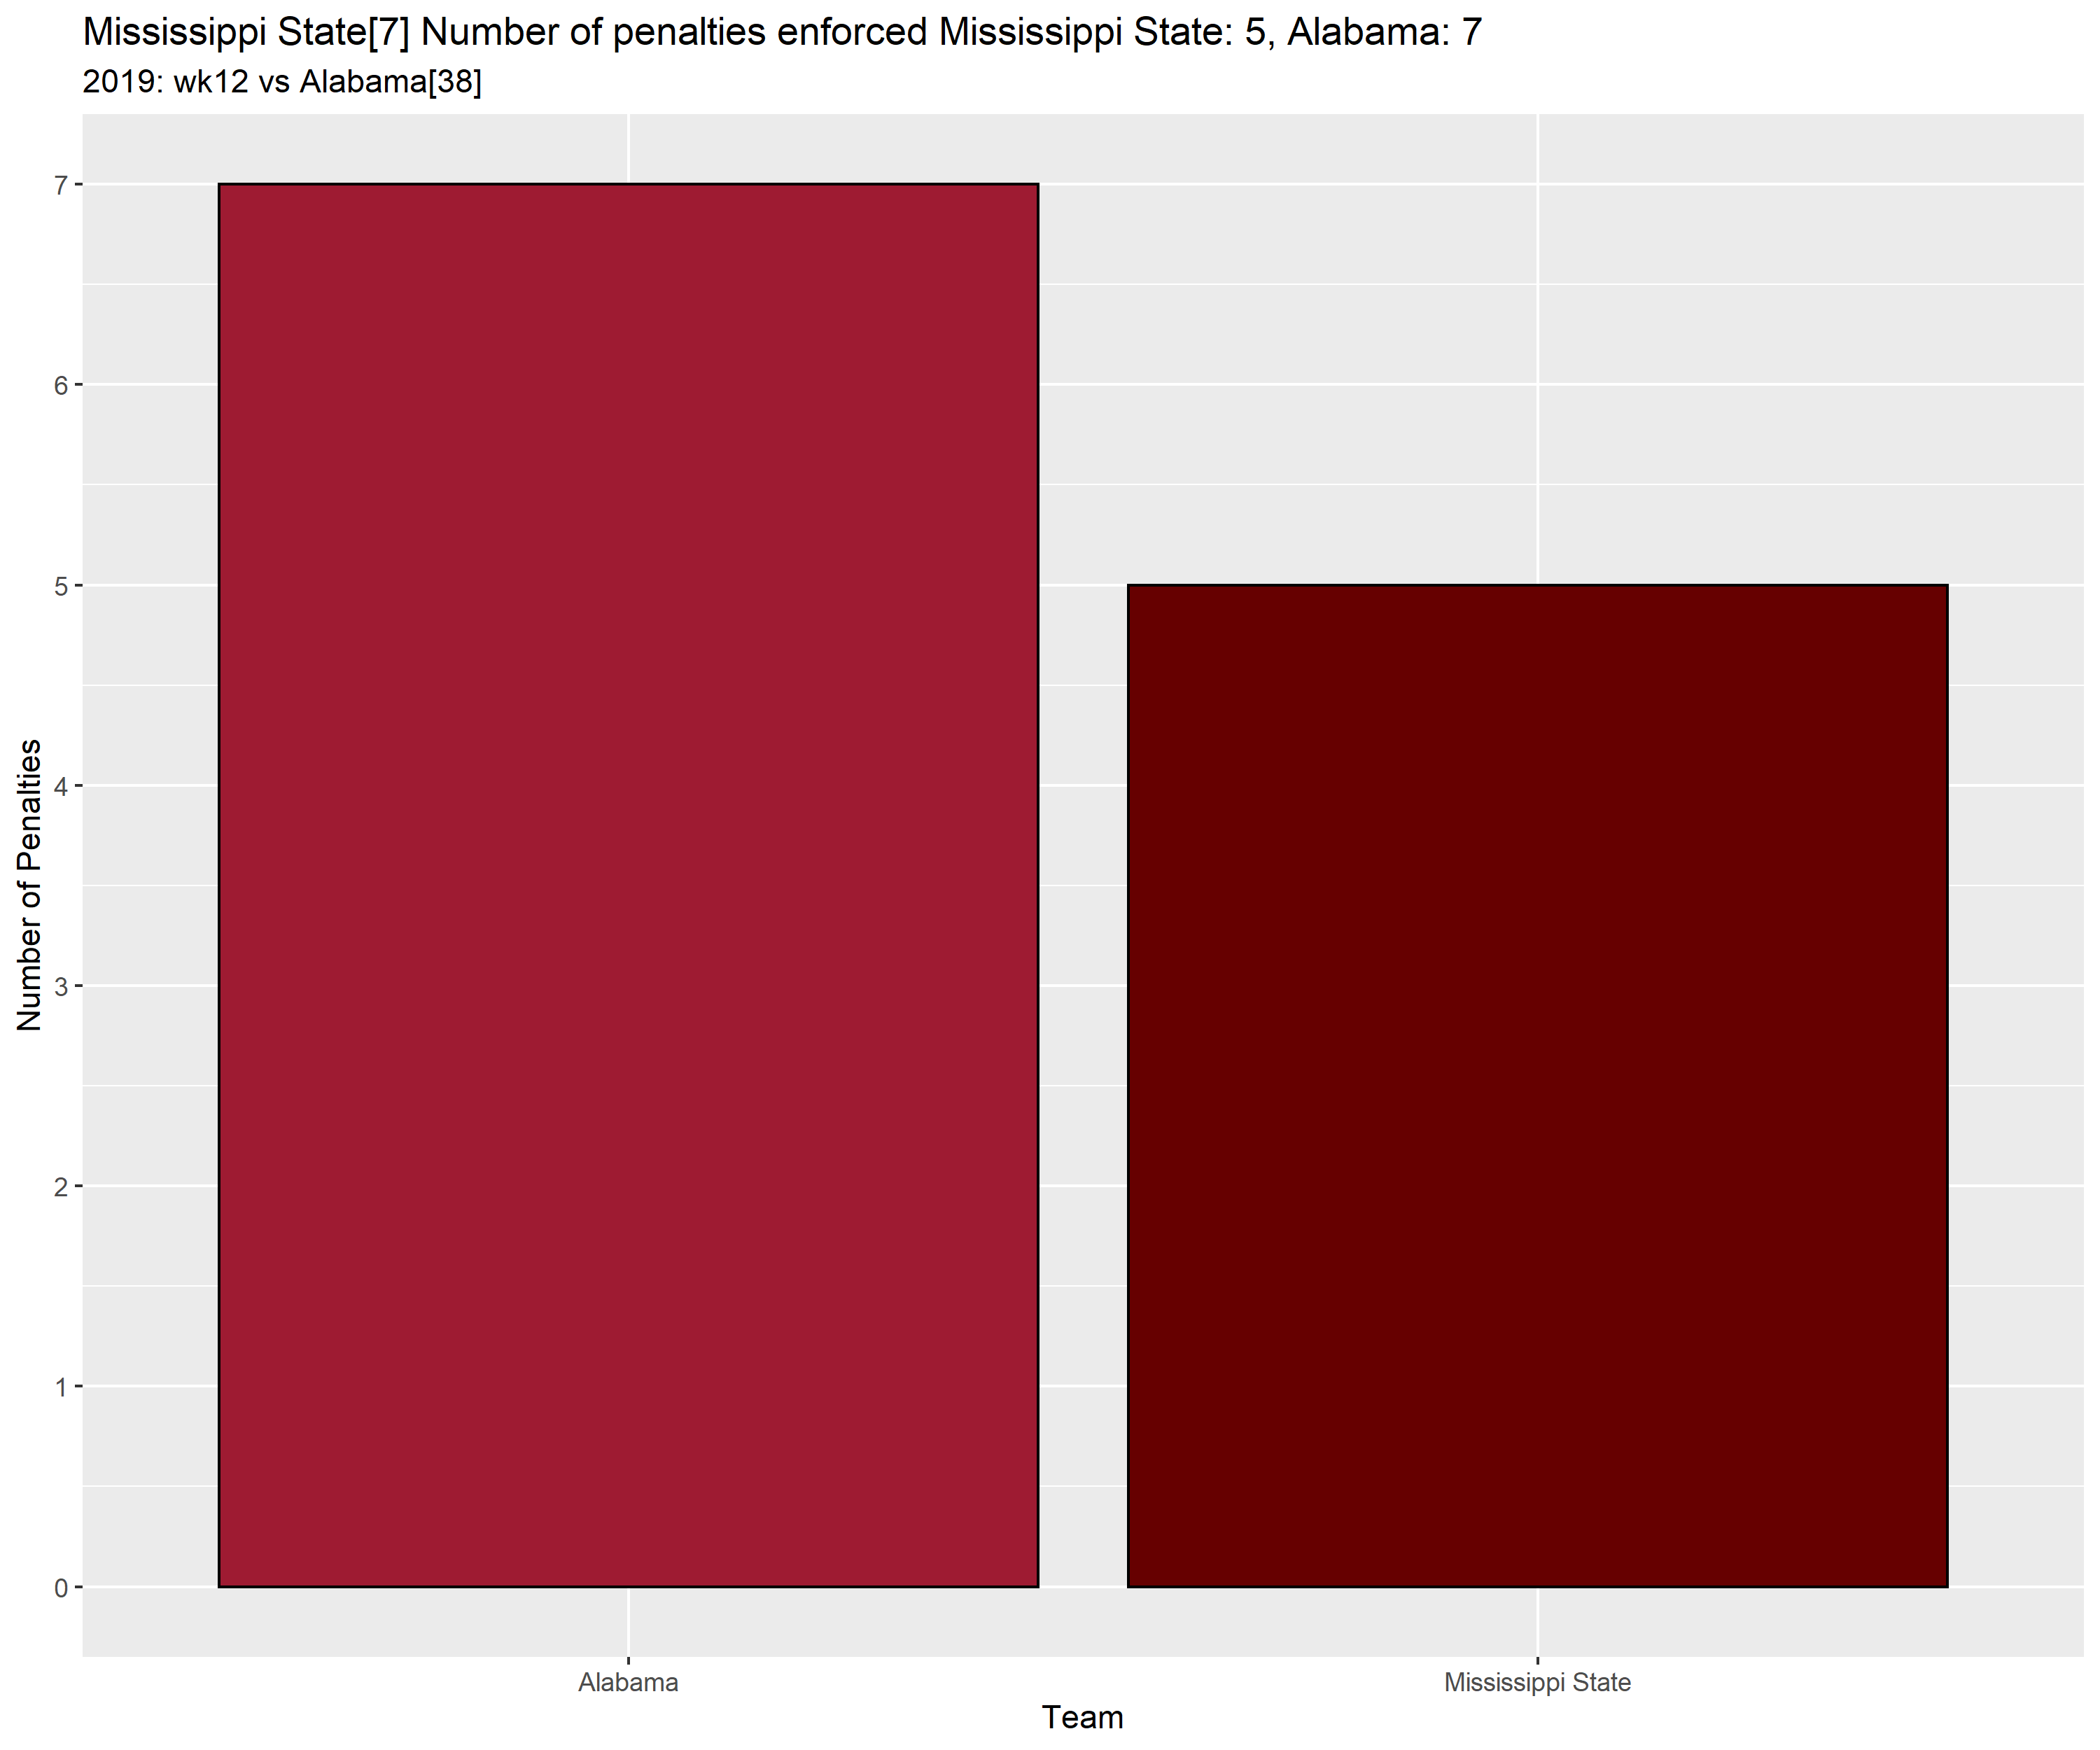 Mississippi State[7] Number of penalties enforced Mississippi State: 5, Alabama: 7
2019: wk12 vs Alabama[38]
Number of Penalties
7
6
5
4
3
2
1
0
Alabama
Mississippi State
Team